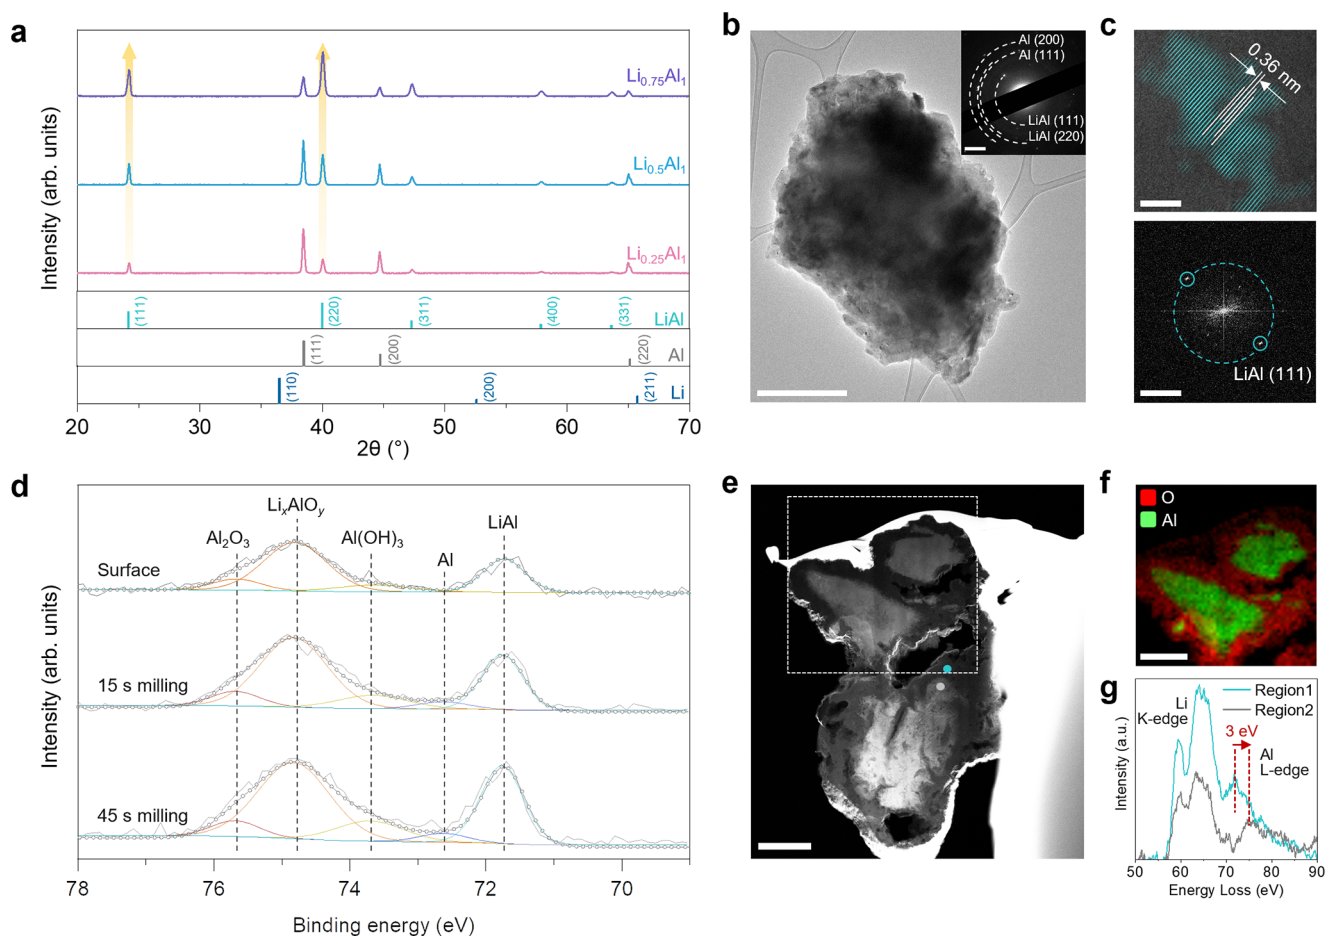 a
Intensity (arb. units)
Li0.75Al1
Li0.5Al1
Li0.25Al1
(111)
(220)
(311)
(400)
(331)
LiAl
(111)
(200)
(220)
Al
(110)
(200)
(211)
Li
20 30 40 50 60 70
2θ (°)
b
Al (200)
Al (111)
LiAl (111)
LiAl (220)
c
0.36 nm
LiAl (111)
d
Intensity (arb. units)
LixAlOy
Al2O3
Al(OH)3
Al
LiAl
Surface
15 s milling
45 s milling
78 76 74 72 70
Binding energy (eV)
e
f
O
Al
g
Intensity (a.u.)
Li
K-edge
Region1
Region2
3 eV
Al
L-edge
50 60 70 80 90
Energy Loss (eV)